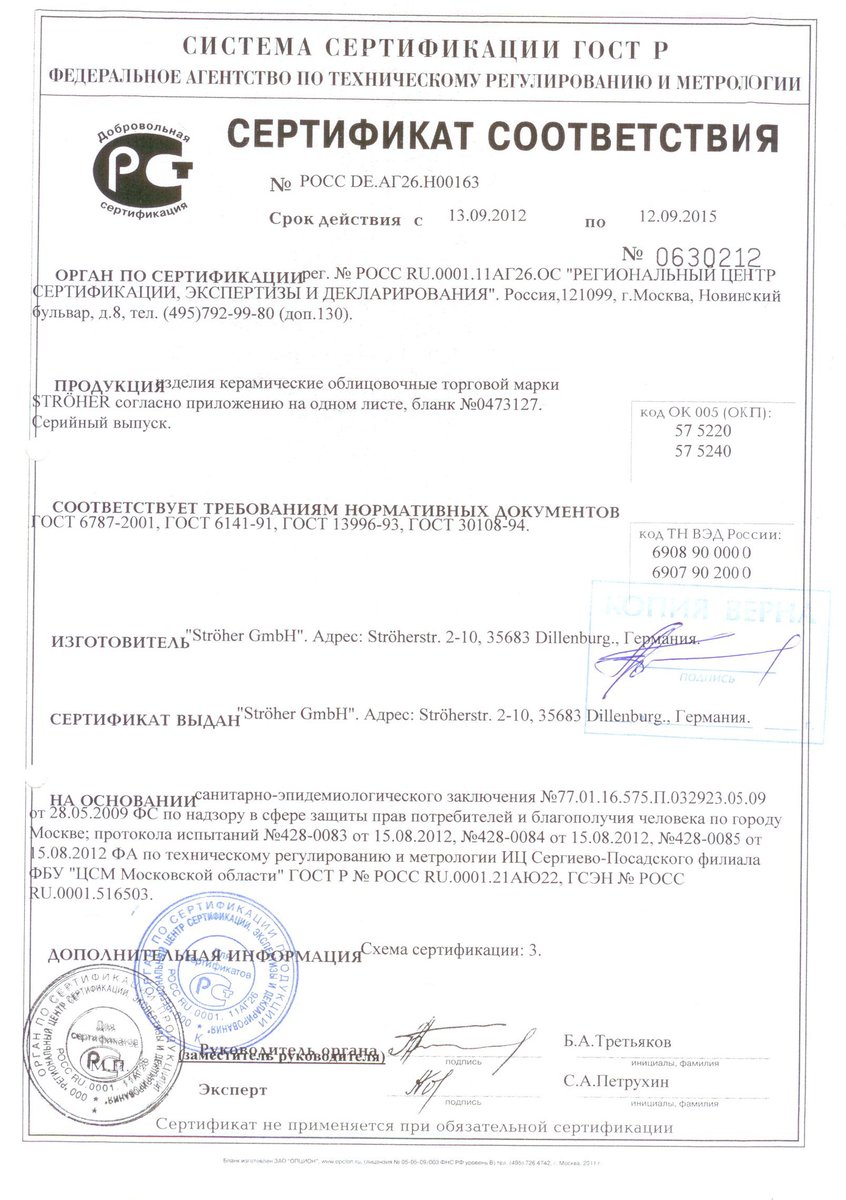 СИСТЕМА СЕРТИФИКАЦИИ ГОСТ Р
ФЕДЕРАЛЬНОЕ АГЕНТСТВО ПО ТЕХНИЧЕСКОМУ РЕГУЛИРОВАНИЮ И МЕТРОЛОГИИ
Добровольная
РСТ
сертификация
СЕРТИФИКАТ СООТВЕТСТВИЯ
№ РОСС DE.АГ26.Н00163
Срок действия с 13.09.2012 по 12.09.2015
№ 0630212
ОРГАН ПО СЕРТИФИКАЦИИ рег. № РОСС RU.0001.11АГ26.ОС "РЕГИОНАЛЬНЫЙ ЦЕНТР
СЕРТИФИКАЦИИ, ЭКСПЕРТИЗЫ И ДЕКЛАРИРОВАНИЯ". Россия,121099, г.Москва, Новинский
бульвар, д.8, тел. (495)792-99-80 (доп.130).
ПРОДУКЦИЯ изделия керамические облицовочные торговой марки
STRÖHER согласно приложению на одном листе, бланк №0473127.
Серийный выпуск.
код ОК 005 (ОКП):
57 5220
57 5240
СООТВЕТСТВУЕТ ТРЕБОВАНИЯМ НОРМАТИВНЫХ ДОКУМЕНТОВ
ГОСТ 6787-2001, ГОСТ 6141-91, ГОСТ 13996-93, ГОСТ 30108-94.
код ТН ВЭД России:
6908 90 000 0
6907 90 200 0
КОПИЯ ВЕРНА
подпись
ИЗГОТОВИТЕЛЬ "Ströher GmbH". Адрес: Ströherstr. 2-10, 35683 Dillenburg., Германия.
СЕРТИФИКАТ ВЫДАН "Ströher GmbH". Адрес: Ströherstr. 2-10, 35683 Dillenburg., Германия.
НА ОСНОВАНИИ санитарно-эпидемиологического заключения №77.01.16.575.П.032923.05.09
от 28.05.2009 ФС по надзору в сфере защиты прав потребителей и благополучия человека по городу
Москве; протокола испытаний №428-0083 от 15.08.2012, №428-0084 от 15.08.2012, №428-0085 от
15.08.2012 ФА по техническому регулированию и метрологии ИЦ Сергиево-Посадского филиала
ФБУ "ЦСМ Московской области" ГОСТ Р № РОСС RU.0001.21АЮ22, ГСЭН № РОСС
RU.0001.516503.
ДОПОЛНИТЕЛЬНАЯ ИНФОРМАЦИЯ Схема сертификации: 3.
ОРГАН ПО СЕРТИФИКАЦИИ ПРОДУКЦИИ
РЕГИОНАЛЬНЫЙ ЦЕНТР СЕРТИФИКАЦИИ, ЭКСПЕРТИЗЫ И ДЕКЛАРИРОВАНИЯ
РОСС RU.0001.11АГ26
Для
сертификатов
М.П.
Руководитель органа
(заместитель руководителя)
подпись
Б.А.Третьяков
инициалы, фамилия
Эксперт
подпись
С.А.Петрухин
инициалы, фамилия
Сертификат не применяется при обязательной сертификации